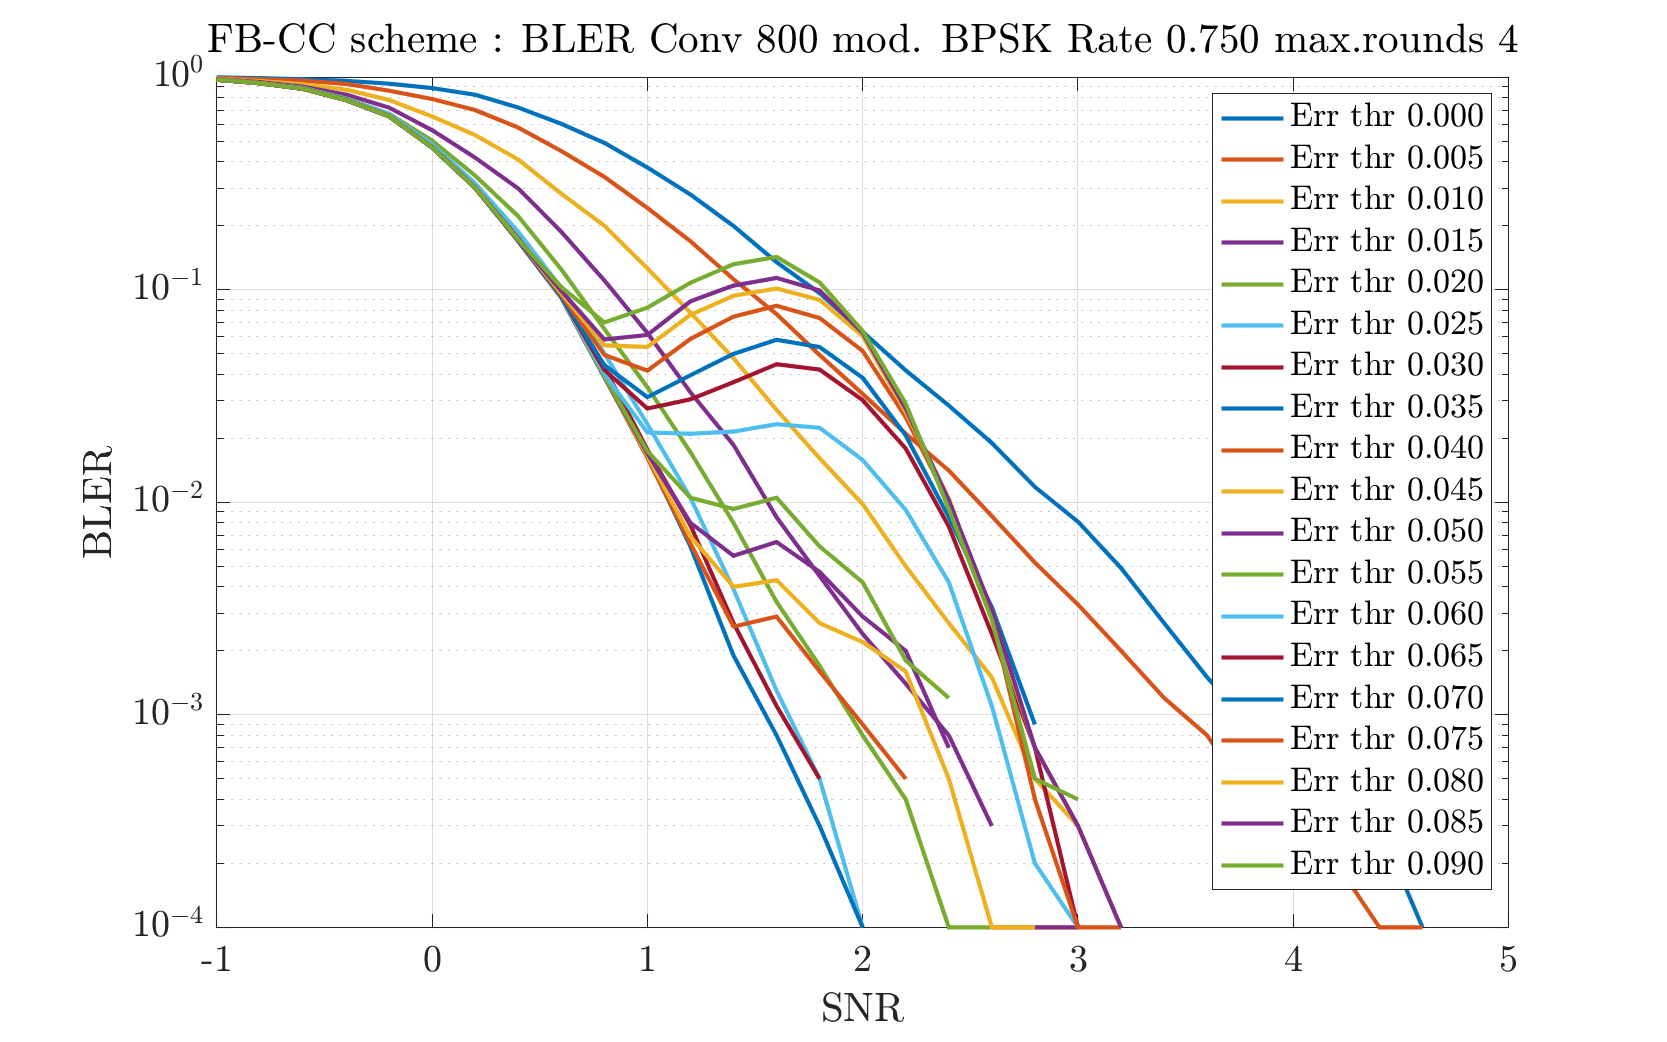 FB-CC scheme : BLER Conv 800 mod. BPSK Rate 0.750 max.rounds 4
10^0
10^-1
10^-2
10^-3
10^-4
BLER
-1 0 1 2 3 4 5
SNR
Err thr 0.000
Err thr 0.005
Err thr 0.010
Err thr 0.015
Err thr 0.020
Err thr 0.025
Err thr 0.030
Err thr 0.035
Err thr 0.040
Err thr 0.045
Err thr 0.050
Err thr 0.055
Err thr 0.060
Err thr 0.065
Err thr 0.070
Err thr 0.075
Err thr 0.080
Err thr 0.085
Err thr 0.090